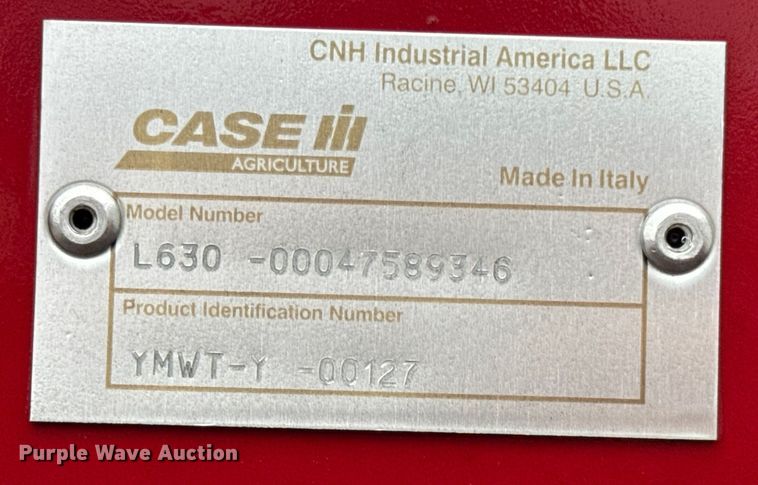 CNH Industrial America LLC
Racine, WI 53404 U.S.A.
CASE IH
AGRICULTURE
Made In Italy
Model Number
L630 -00047589346
Product Identification Number
YMWT-Y -00127
Purple Wave Auction